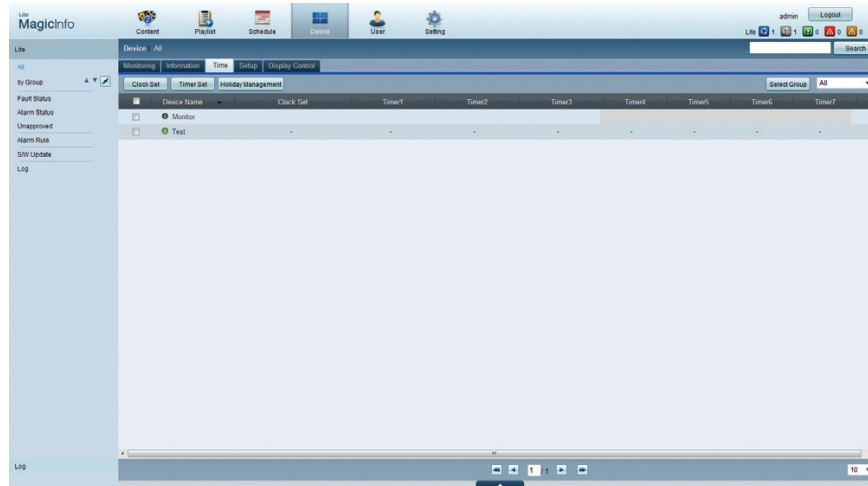 Lite
MagicInfo
Content
Playlist
Schedule
Device
User
Setting
admin
Logout
Lite 1 1 0 0 0
Lite
Device All
Search
All
by Group
Fault Status
Alarm Status
Unapproved
Alarm Rule
S/W Update
Log
Monitoring Information Time Setup Display Control
Clock Set Timer Set Holiday Management
Select Group All
Device Name Clock Set Timer1 Timer2 Timer3 Timer4 Timer5 Timer6 Timer7
Monitor
Test - - - - - - - -
Log
1 / 1
10